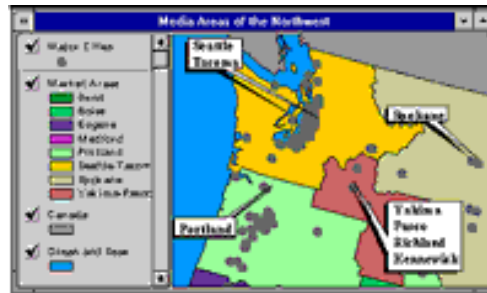 Media Areas of the Northwest
Major Cities
Market Areas
Bend
Boise
Eugene
Medford
Portland
Seattle-Tacom
Spokane
Yakima-Pasco
Canada
Seattle
Tacoma
Spokane
Portland
Yakima
Pasco
Richland
Kennewick